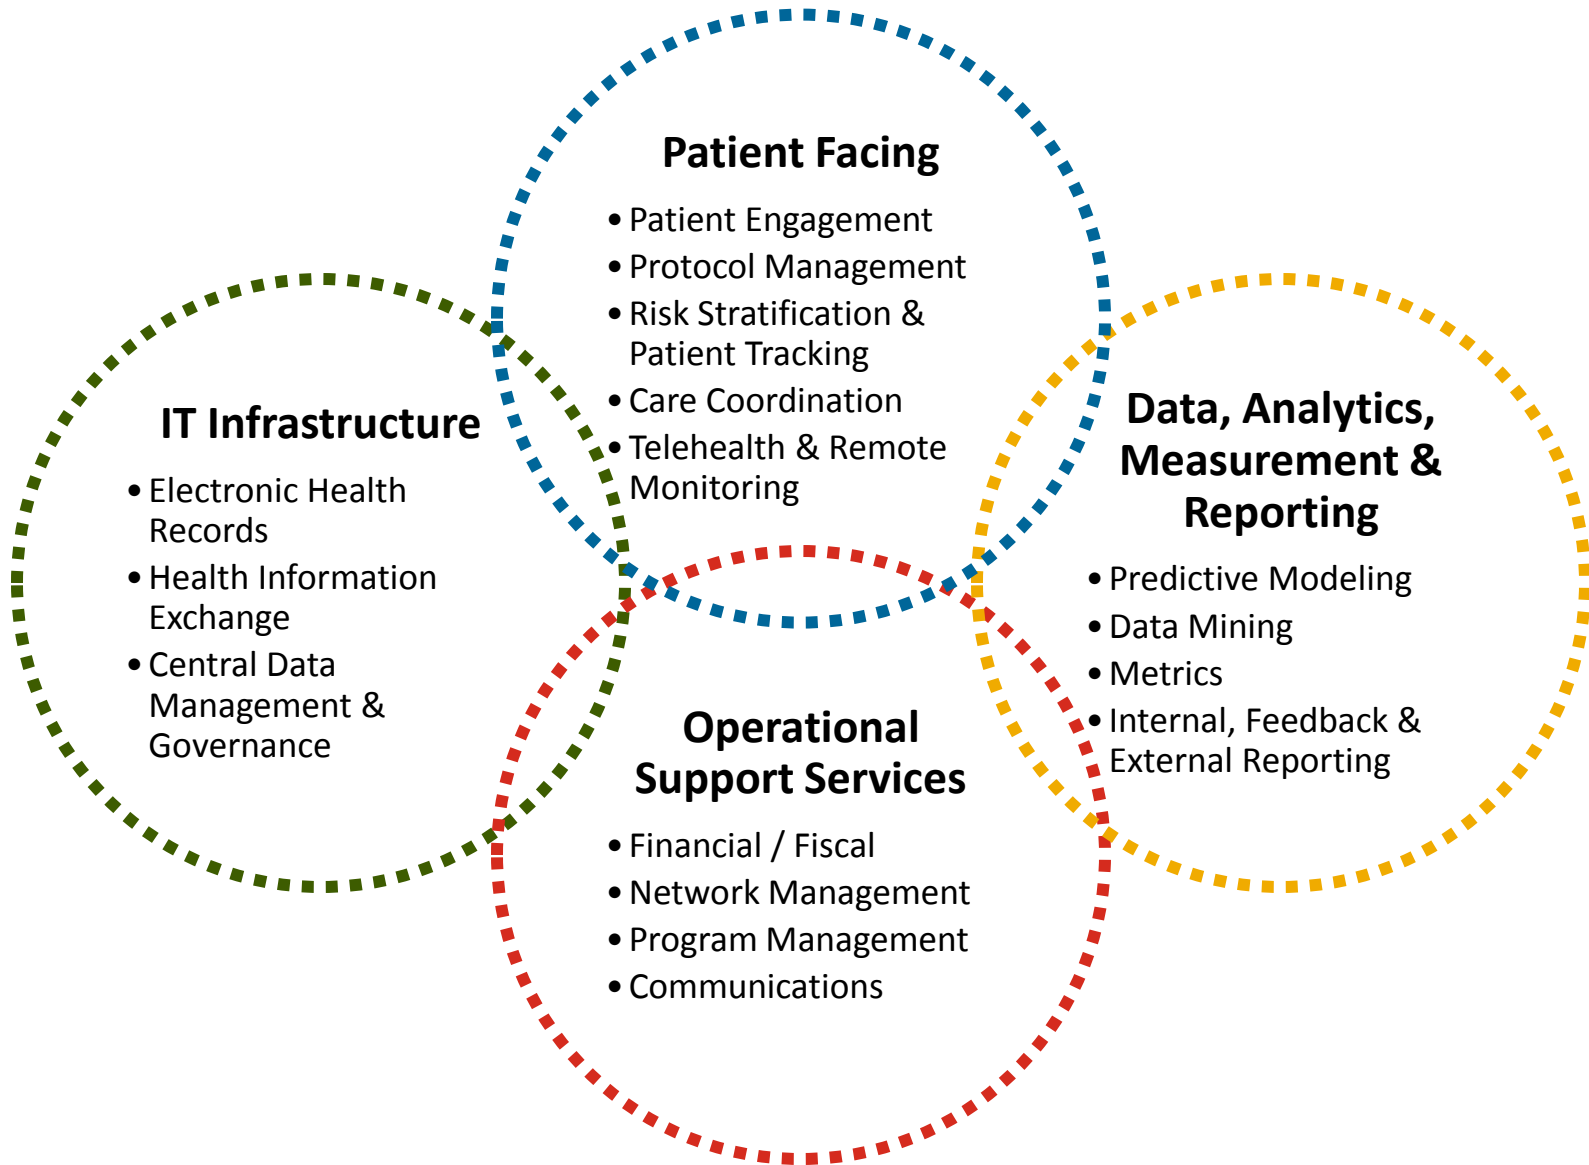 Patient Facing
•Patient Engagement
•Protocol Management
•Risk Stratification &
Patient Tracking
•Care Coordination
•Telehealth & Remote
Monitoring
IT Infrastructure
•Electronic Health
Records
•Health Information
Exchange
•Central Data
Management &
Governance
Data, Analytics,
Measurement &
Reporting
•Predictive Modeling
•Data Mining
•Metrics
•Internal, Feedback &
External Reporting
Operational
Support Services
•Financial / Fiscal
•Network Management
•Program Management
•Communications